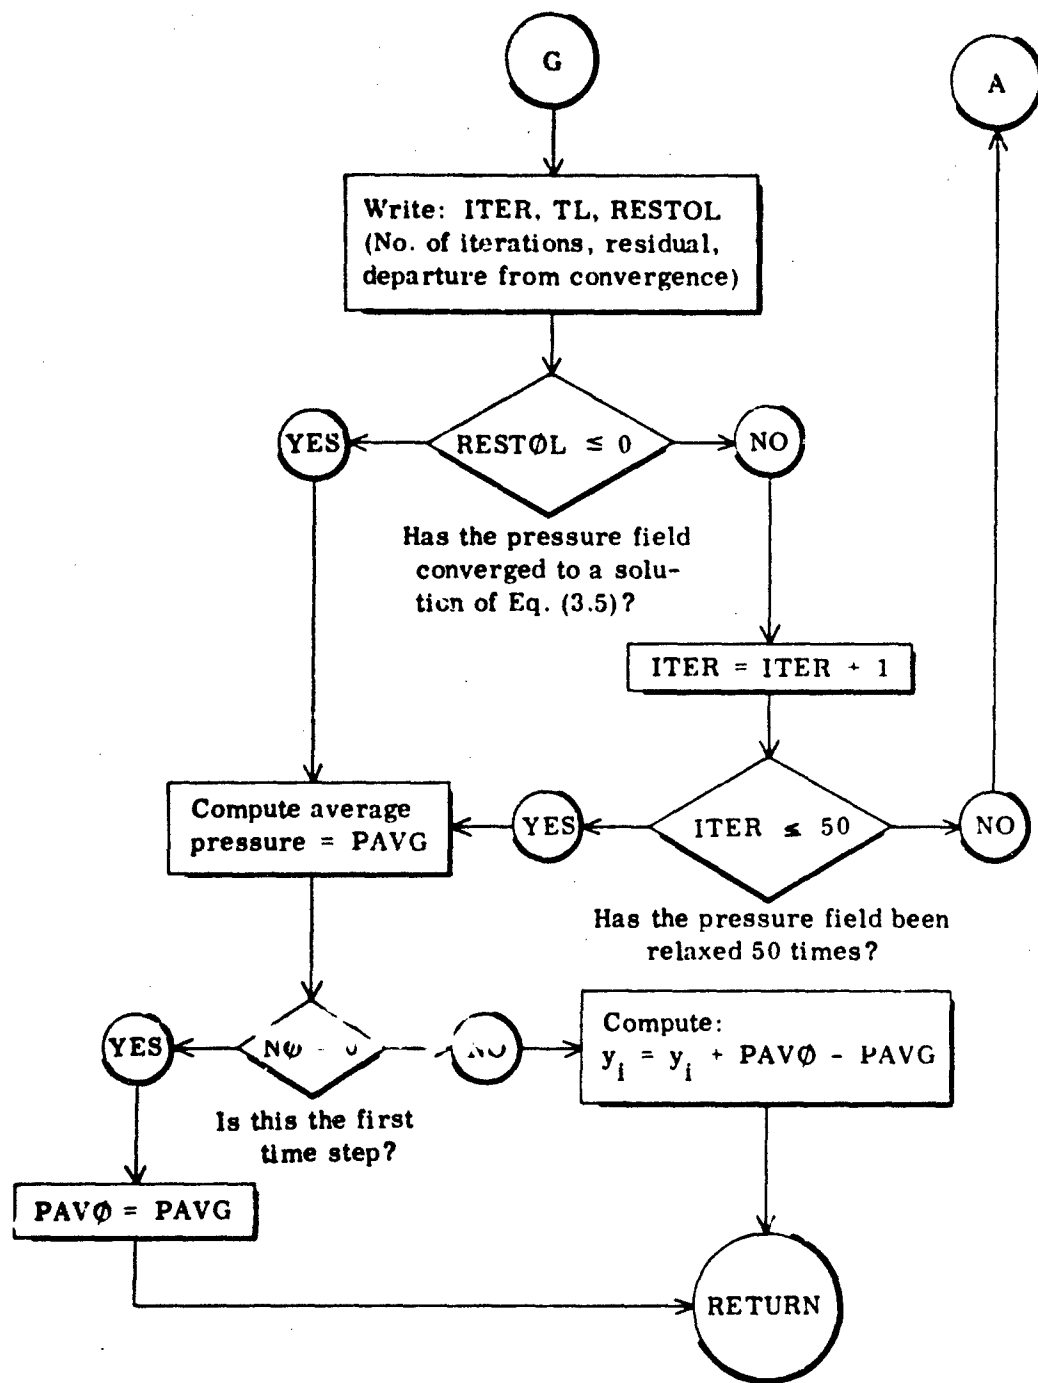 G
A
Write: ITER, TL, RESTOL
(No. of iterations, residual,
departure from convergence)
YES
RESTØL ≤ 0
NO
Has the pressure field
converged to a solu-
tion of Eq. (3.5)?
ITER = ITER + 1
Compute average
pressure = PAVG
YES
ITER ≤ 50
NO
Has the pressure field been
relaxed 50 times?
YES
NO
Compute:
y_i = y_i + PAVØ - PAVG
Is this the first
time step?
PAVØ = PAVG
RETURN